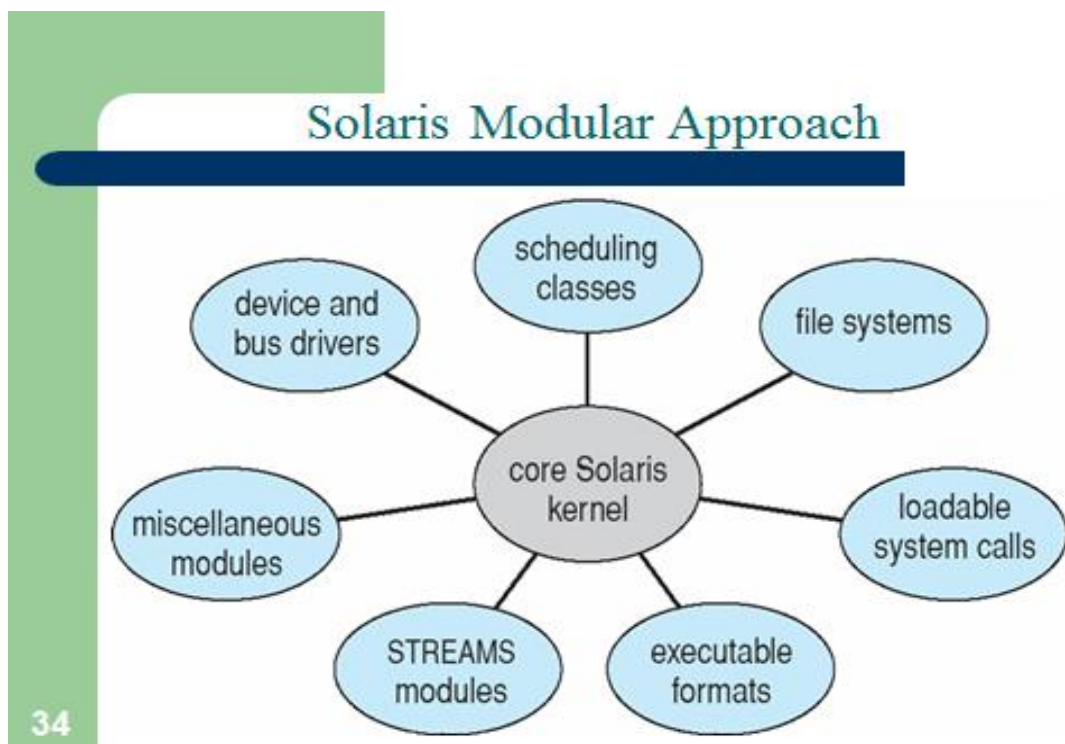 Solaris Modular Approach
scheduling
classes
device and
bus drivers
file systems
core Solaris
kernel
miscellaneous
modules
loadable
system calls
STREAMS
modules
executable
formats
34